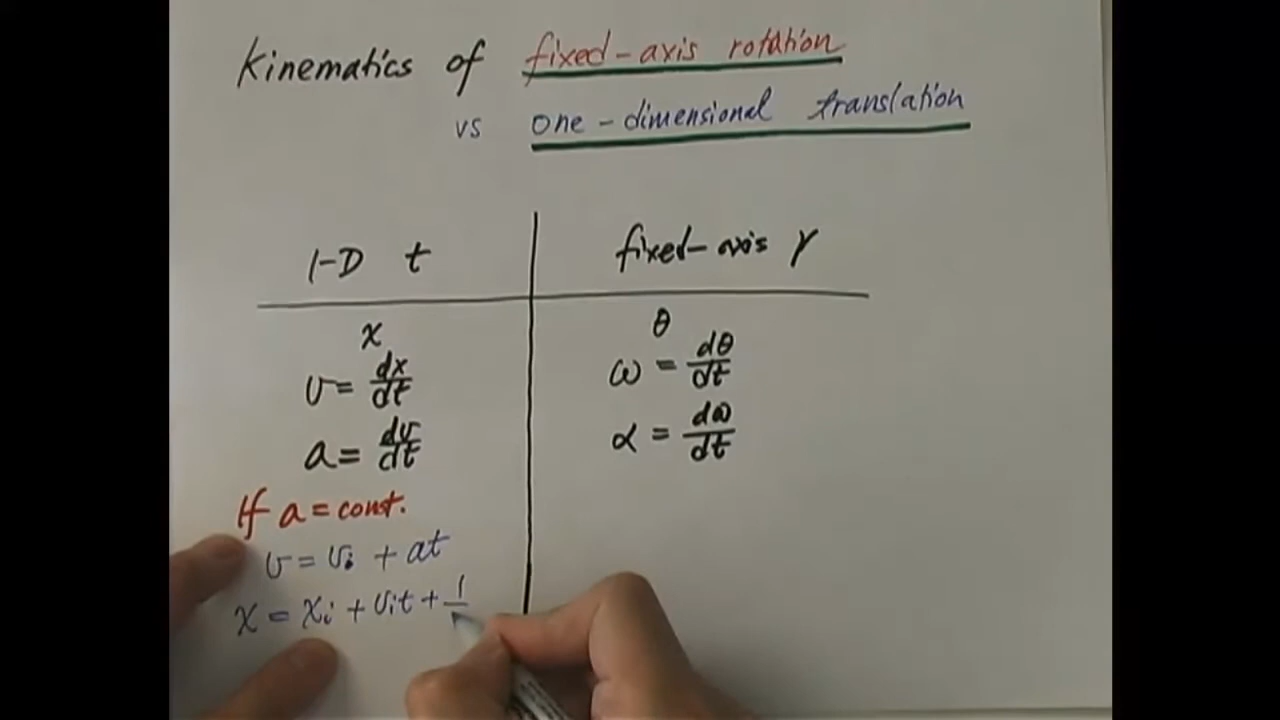 Kinematics of fixed-axis rotation
vs one-dimensional translation
1-D t
fixed-axis r
x
v = dx/dt
a = dv/dt
If a = const.
v = vi + at
x = xi + vit + 1
θ
ω = dθ/dt
α = dω/dt